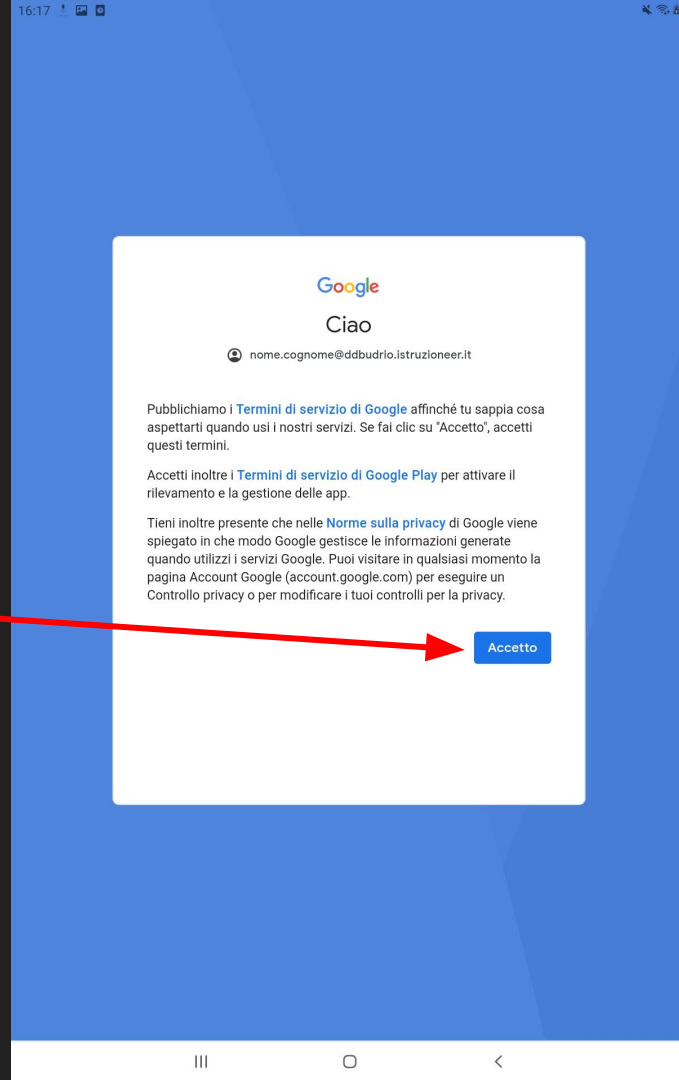 16:17
Google
Ciao
nome.cognome@ddbudrio.istruzioneer.it
Pubblichiamo i Termini di servizio di Google affinché tu sappia cosa
aspettarti quando usi i nostri servizi. Se fai clic su "Accetto", accetti
questi termini.
Accetti inoltre i Termini di servizio di Google Play per attivare il
rilevamento e la gestione delle app.
Tieni inoltre presente che nelle Norme sulla privacy di Google viene
spiegato in che modo Google gestisce le informazioni generate
quando utilizzi i servizi Google. Puoi visitare in qualsiasi momento la
pagina Account Google (account.google.com) per eseguire un
Controllo privacy o per modificare i tuoi controlli per la privacy.
Accetto